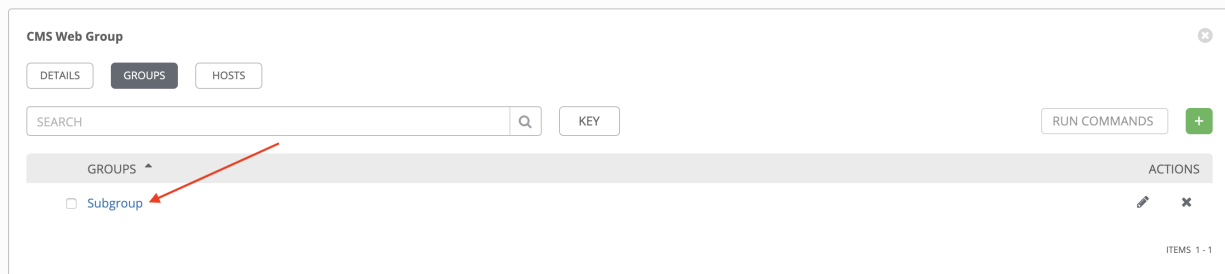 CMS Web Group
DETAILS GROUPS HOSTS
SEARCH KEY RUN COMMANDS +
GROUPS ACTIONS
Subgroup
ITEMS 1 - 1